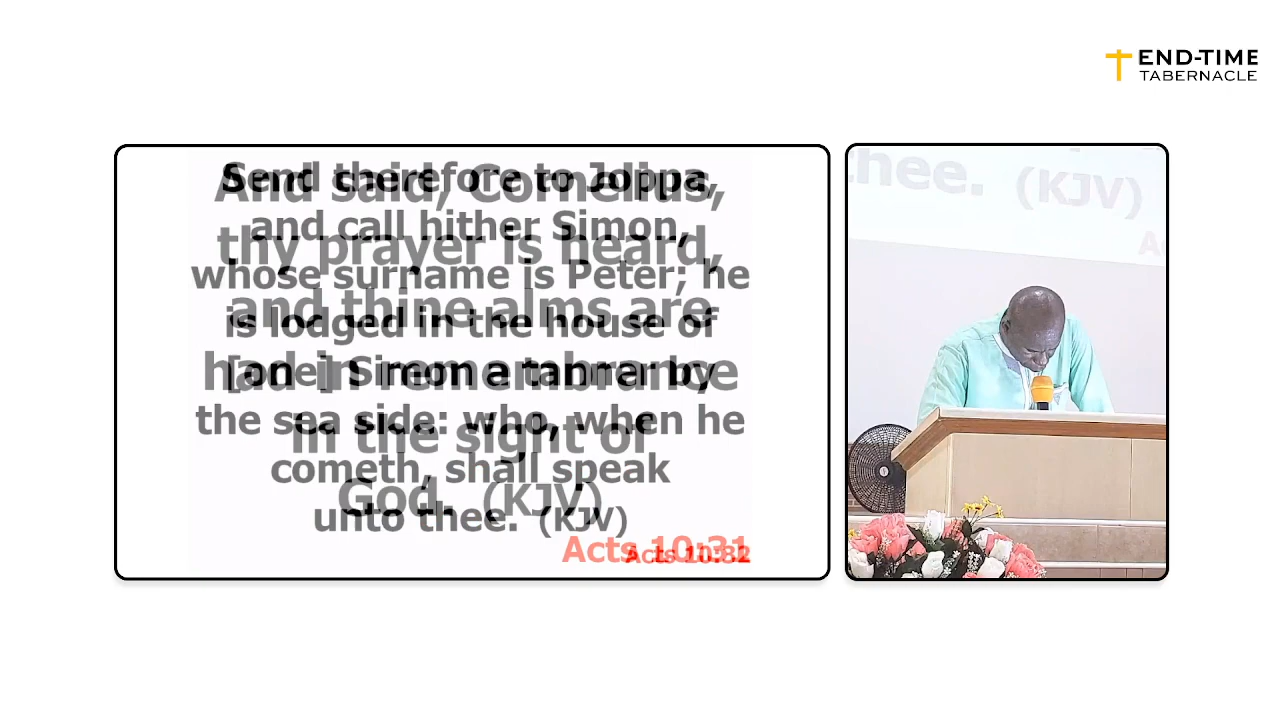 END-TIME
TABERNACLE
And said, Cornelius,
thy prayer is heard,
and thine alms are
had in remembrance
in the sight of
God. (KJV)
Acts 10:31
Send therefore to Joppa,
and call hither Simon,
whose surname is Peter; he
is lodged in the house of
[one] Simon a tanner by
the sea side: who, when he
cometh, shall speak
unto thee. (KJV)
Acts 10:32
thee. (KJV)